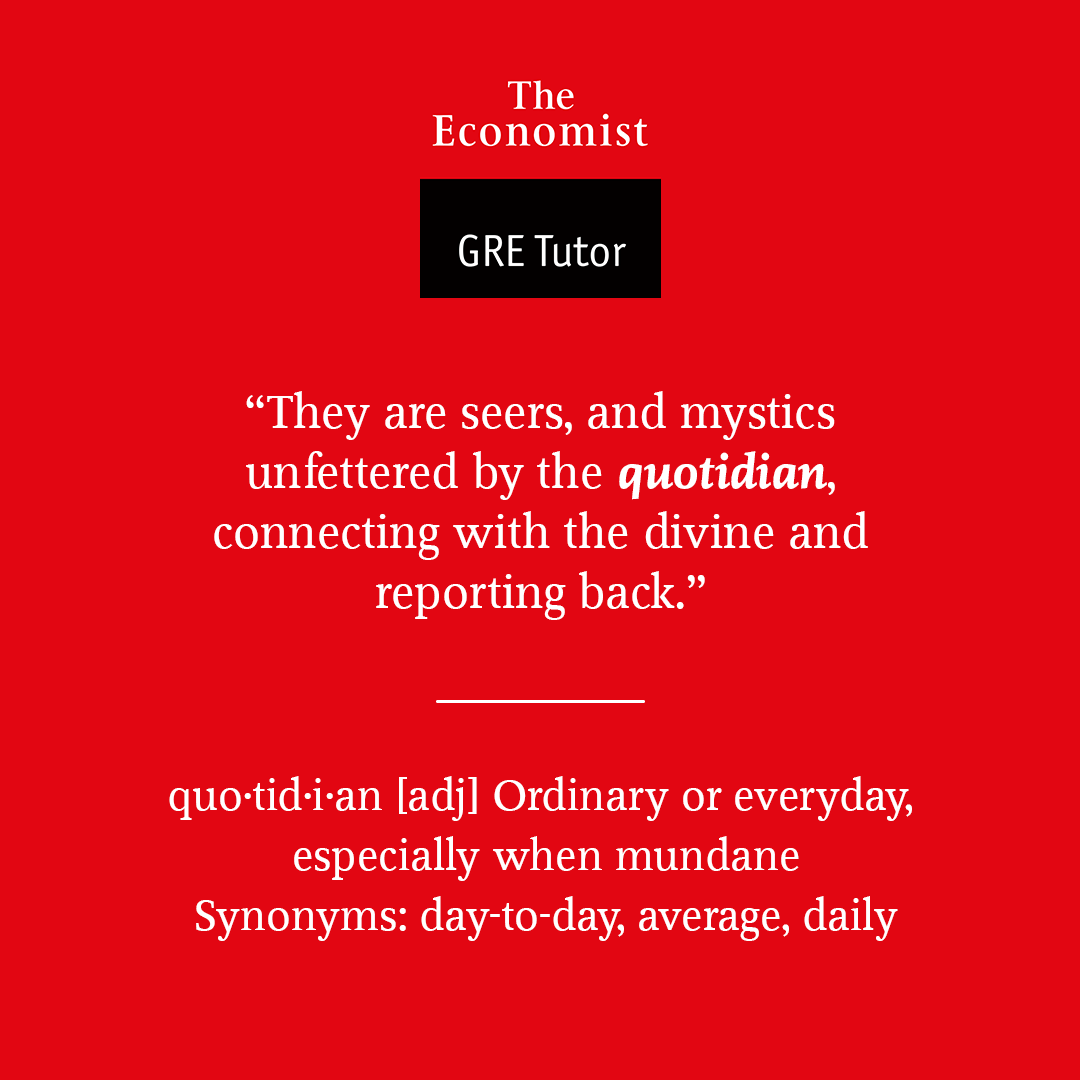 The
Economist
GRE Tutor
“They are seers, and mystics
unfettered by the quotidian,
connecting with the divine and
reporting back.”
quo·tid·i·an [adj] Ordinary or everyday,
especially when mundane
Synonyms: day-to-day, average, daily